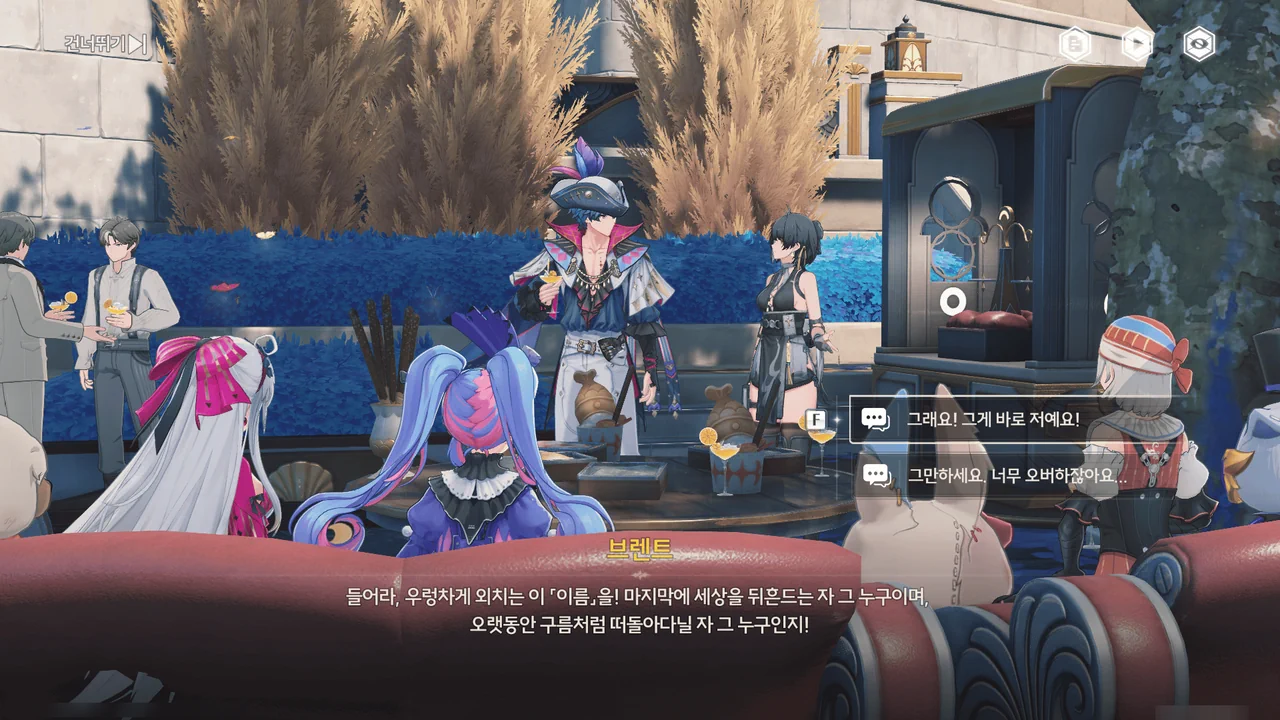 건너뛰기
F
그래요! 그게 바로 저예요!
그만하세요, 너무 오버하잖아요...
브렌트
들어라, 우렁차게 외치는 이 「이름」을! 마지막에 세상을 뒤흔드는 자 그 누구이며,
오랫동안 구름처럼 떠돌아다닐 자 그 누구인지!